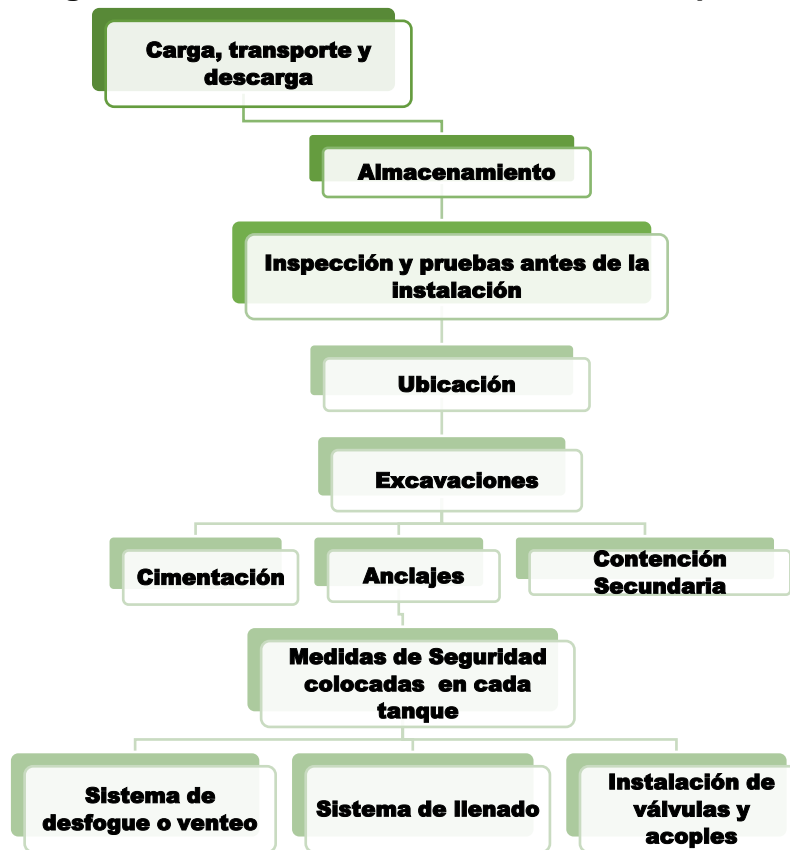 Carga, transporte y
descarga
Almacenamiento
Inspección y pruebas antes de la
instalación
Ubicación
Excavaciones
Cimentación
Anclajes
Contención
Secundaria
Medidas de Seguridad
colocadas en cada
tanque
Sistema de
desfogue o venteo
Sistema de llenado
Instalación de
válvulas y
acoples